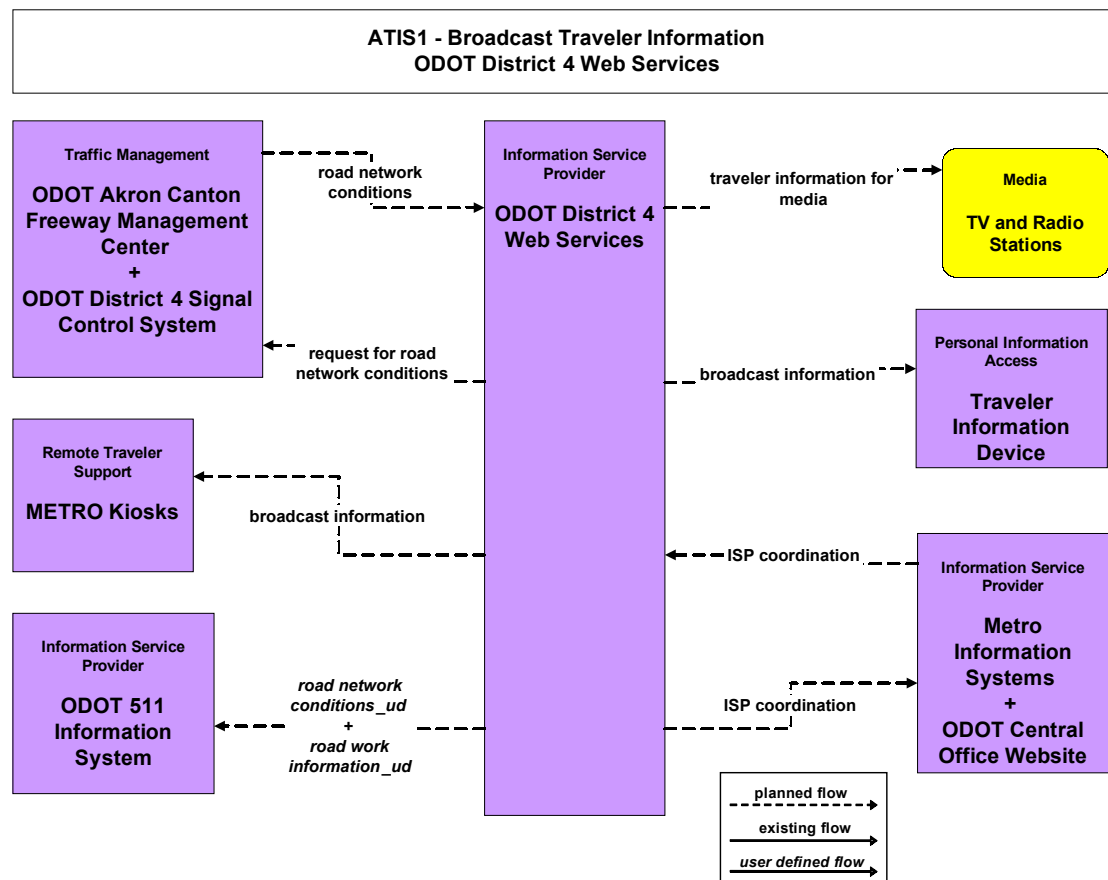 ATIS1 - Broadcast Traveler Information
ODOT District 4 Web Services
Traffic Management
ODOT Akron Canton
Freeway Management
Center
+
ODOT District 4 Signal
Control System
road network
conditions
request for road
network conditions
Information Service
Provider
ODOT District 4
Web Services
traveler information for
media
Media
TV and Radio
Stations
broadcast information
Personal Information
Access
Traveler
Information
Device
Remote Traveler
Support
METRO Kiosks
broadcast information
ISP coordination
Information Service
Provider
Metro
Information
Systems
+
ODOT Central
Office Website
ISP coordination
Information Service
Provider
ODOT 511
Information
System
road network
conditions_ud
+
road work
information_ud
planned flow
existing flow
user defined flow